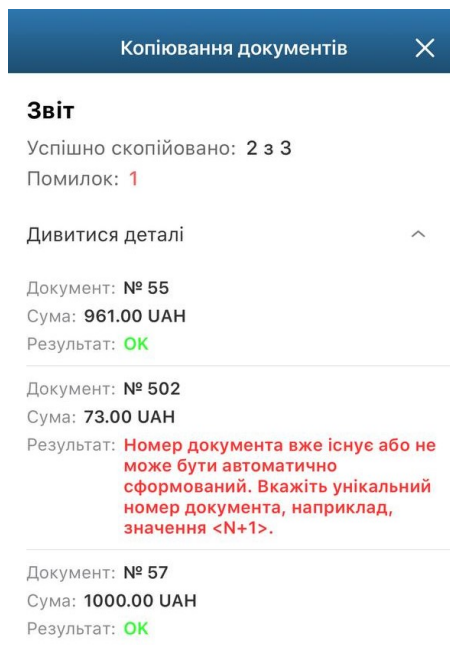 Копіювання документів
Звіт
Успішно скопійовано: 2 з 3
Помилок: 1
Дивитися деталі
Документ: № 55
Сума: 961.00 UAH
Результат: OK
Документ: № 502
Сума: 73.00 UAH
Результат: Номер документа вже існує або не
може бути автоматично
сформований. Вкажіть унікальний
номер документа, наприклад,
значення <N+1>.
Документ: № 57
Сума: 1000.00 UAH
Результат: OK